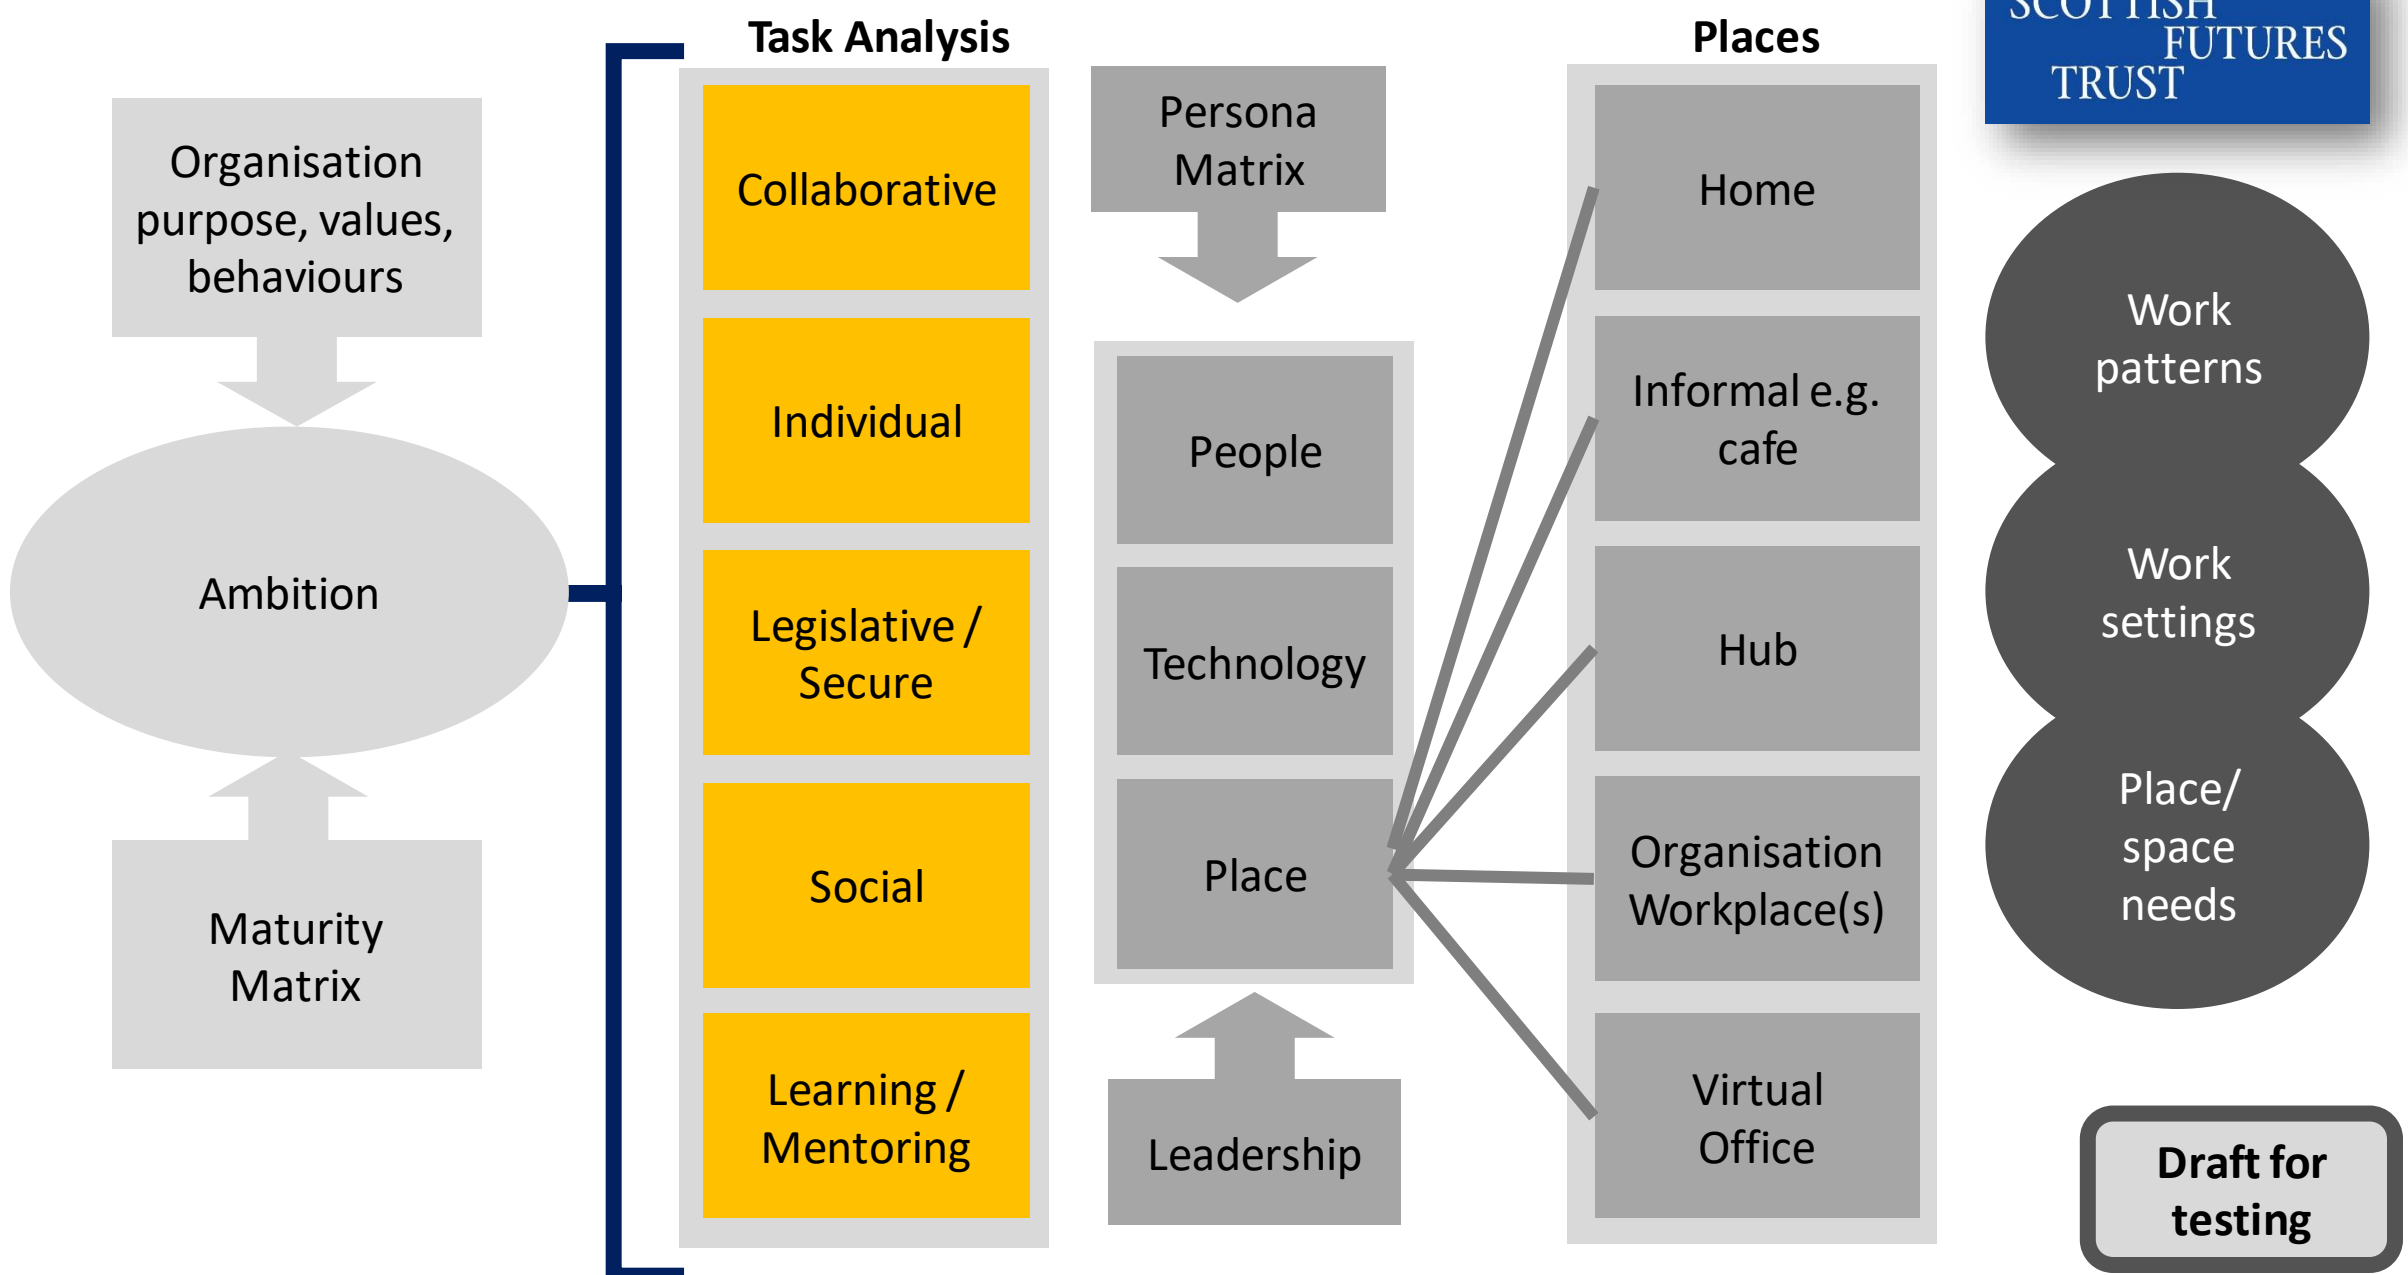 Task Analysis
Places
SCOTTISH
FUTURES
TRUST
Organisation
purpose, values,
behaviours
Ambition
Maturity
Matrix
Collaborative
Individual
Legislative /
Secure
Social
Learning /
Mentoring
Persona
Matrix
People
Technology
Place
Leadership
Home
Informal e.g.
cafe
Hub
Organisation
Workplace(s)
Virtual
Office
Work
patterns
Work
settings
Place/
space
needs
Draft for
testing